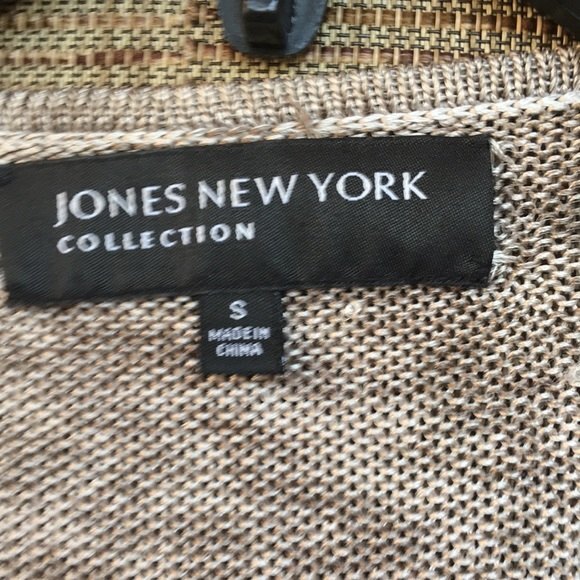 JONES NEW YORK
COLLECTION
S
MADE IN
CHINA